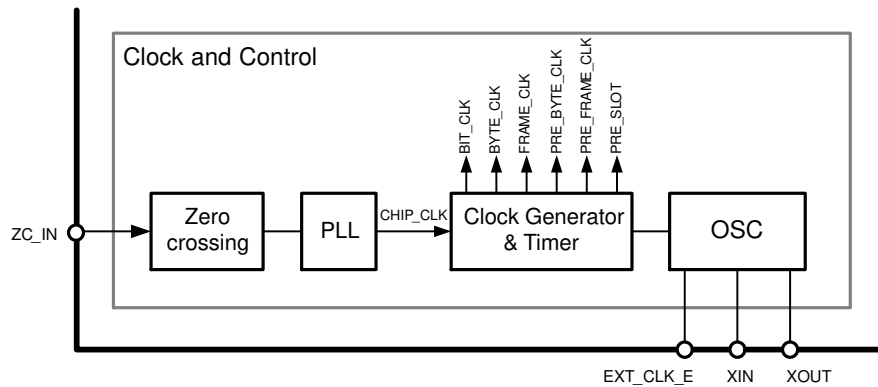 Clock and Control
BIT_CLK
BYTE_CLK
FRAME_CLK
PRE_BYTE_CLK
PRE_FRAME_CLK
PRE_SLOT
ZC_IN
Zero
crossing
PLL
CHIP_CLK
Clock Generator
& Timer
OSC
EXT_CLK_E
XIN
XOUT